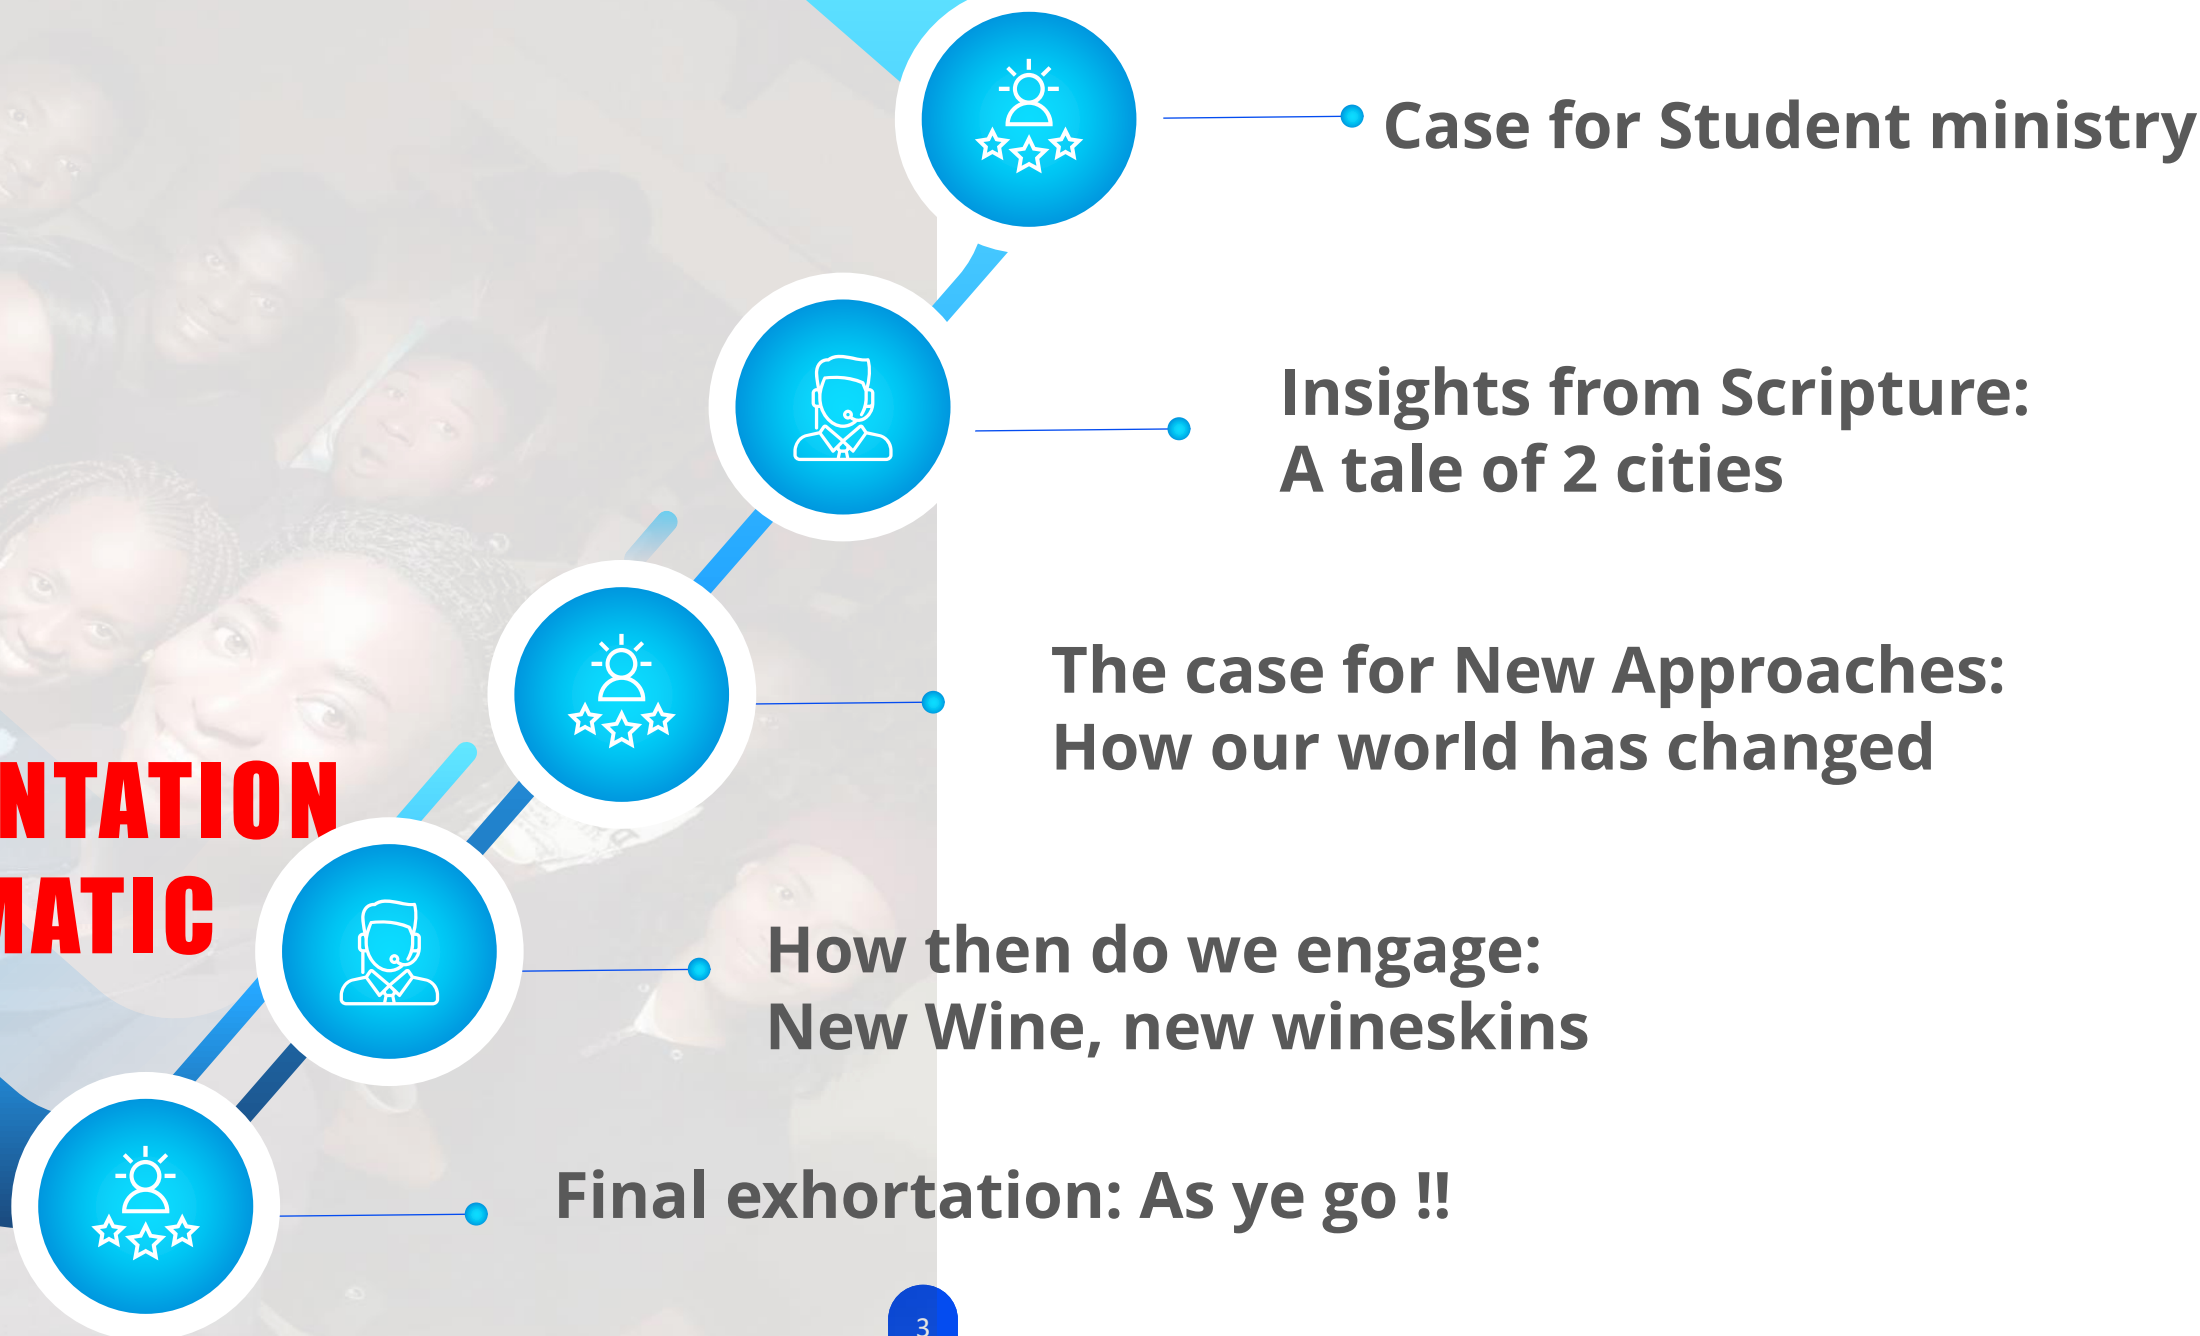 Case for Student ministry
Insights from Scripture:
A tale of 2 cities
The case for New Approaches:
How our world has changed
NTATION
MATIC
How then do we engage:
New Wine, new wineskins
Final exhortation: As ye go !!
3